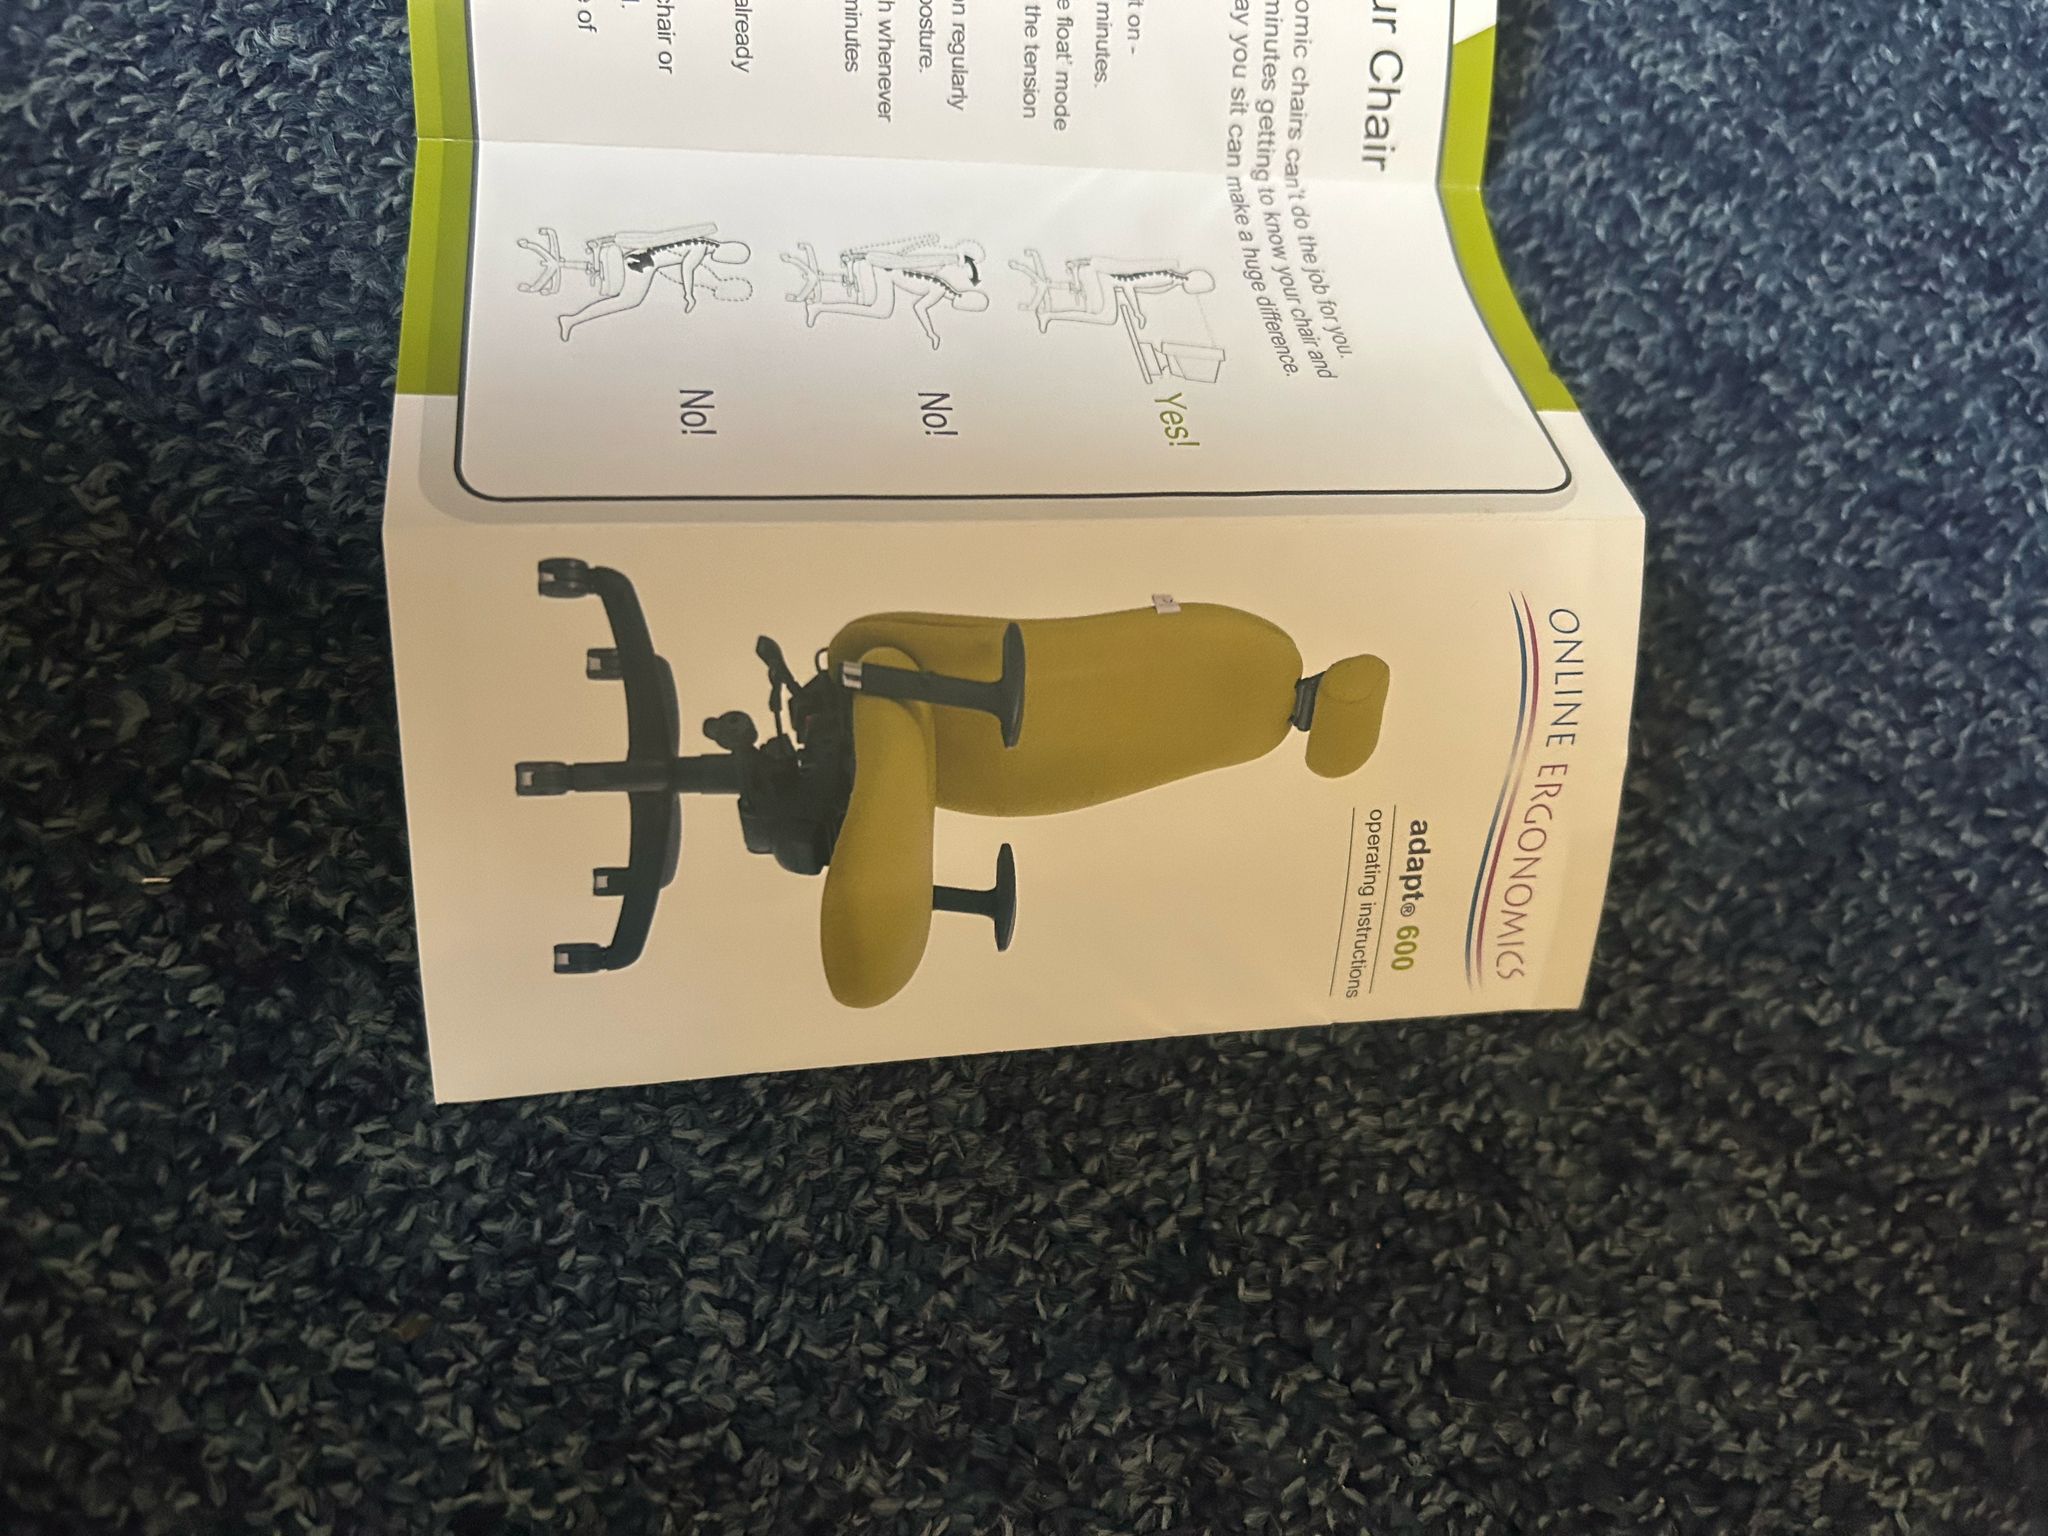 ur Chair
omic chairs can't do the job for you.
minutes getting to know your chair and
ay you sit can make a huge difference.
it on -
minutes.
e float' mode
the tension
n regularly
posture.
h whenever
minutes
already
chair or
of
Yes!
No!
No!
ONLINE ERGONOMICS
adapt® 600
operating instructions